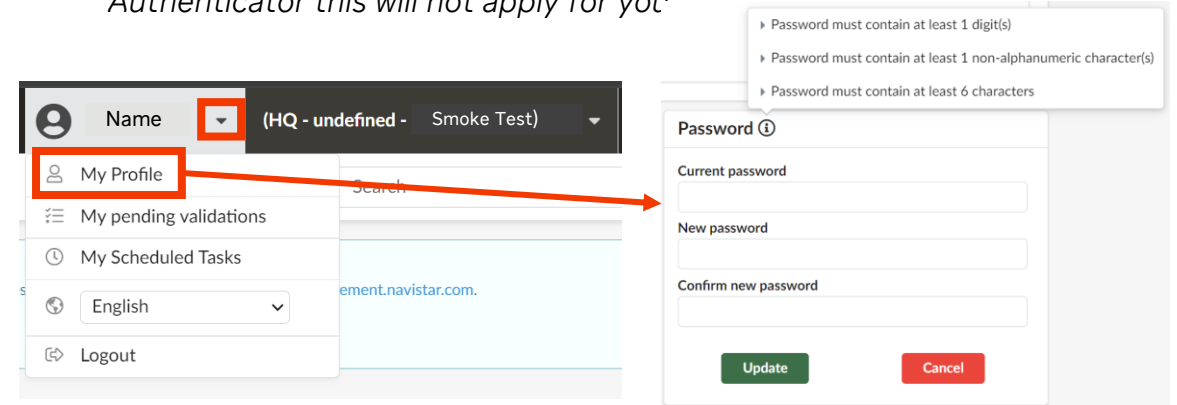 Authenticator this will not apply for
Name
(HQ - undefined - Smoke Test)
My Profile
Search
My pending validations
My Scheduled Tasks
ement.navistar.com.
English
Logout
Password must contain at least 1 digit(s)
Password must contain at least 1 non-alphanumeric character(s)
Password must contain at least 6 characters
Password
Current password
New password
Confirm new password
Update
Cancel